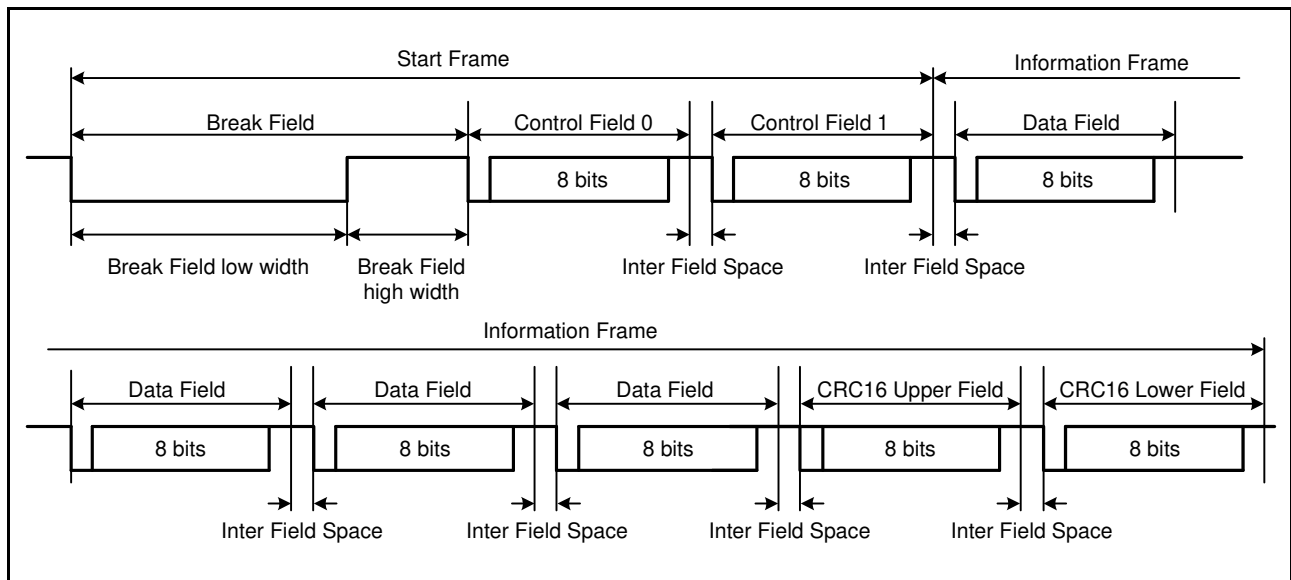 Start Frame
Information Frame
Break Field
Control Field 0
Control Field 1
Data Field
8 bits
8 bits
8 bits
Break Field low width
Break Field
high width
Inter Field Space
Inter Field Space
Information Frame
Data Field
Data Field
Data Field
CRC16 Upper Field
CRC16 Lower Field
8 bits
8 bits
8 bits
8 bits
8 bits
Inter Field Space
Inter Field Space
Inter Field Space
Inter Field Space